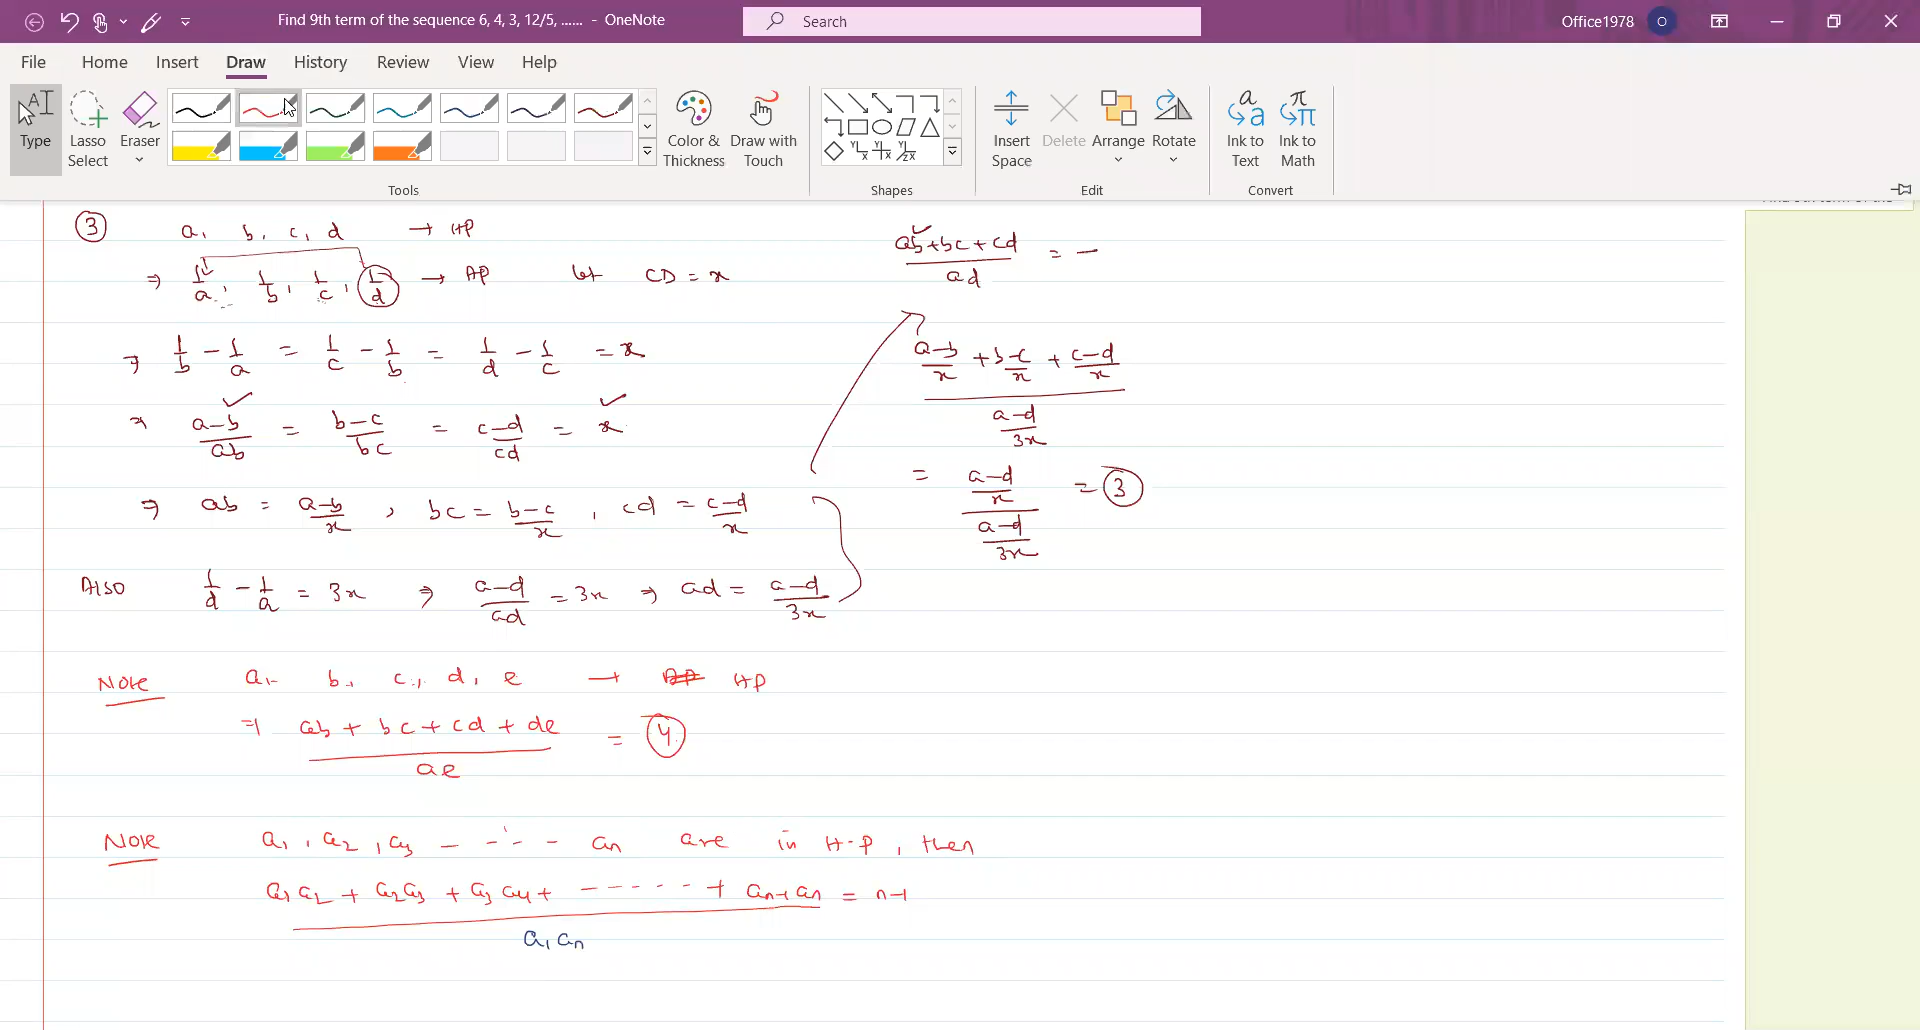 Find 9th term of the sequence 6, 4, 3, 12/5, ...... - OneNote
Search
Office1978
File Home Insert Draw History Review View Help
Type
Lasso Select
Eraser
Color & Thickness
Draw with Touch
Insert Space
Delete
Arrange
Rotate
Ink to Text
Ink to Math
Tools
Shapes
Edit
Convert
③ a, b, c, d → HP
⇒ 1/a, 1/b, 1/c, 1/d → AP let CD = x
⇒ 1/b - 1/a = 1/c - 1/b = 1/d - 1/c = x
⇒ (a-b)/ab = (b-c)/bc = (c-d)/cd = x
⇒ ab = (a-b)/x, bc = (b-c)/x, cd = (c-d)/x
Also 1/d - 1/a = 3x ⇒ (a-d)/ad = 3x ⇒ ad = (a-d)/3x
(ab+bc+cd)/ad = -
((a-b)/x + (b-c)/x + (c-d)/x)/((a-d)/3x)
= ((a-d)/x)/((a-d)/3x) = ③
Note a, b, c, d, e → HP
⇒ (ab + bc + cd + de)/ae = ④
Note a₁, a₂, a₃ - - - - aₙ are in H.P, then
(a₁a₂ + a₂a₃ + a₃a₄ + ------ + aₙ₋₁aₙ)/(a₁aₙ) = n-1